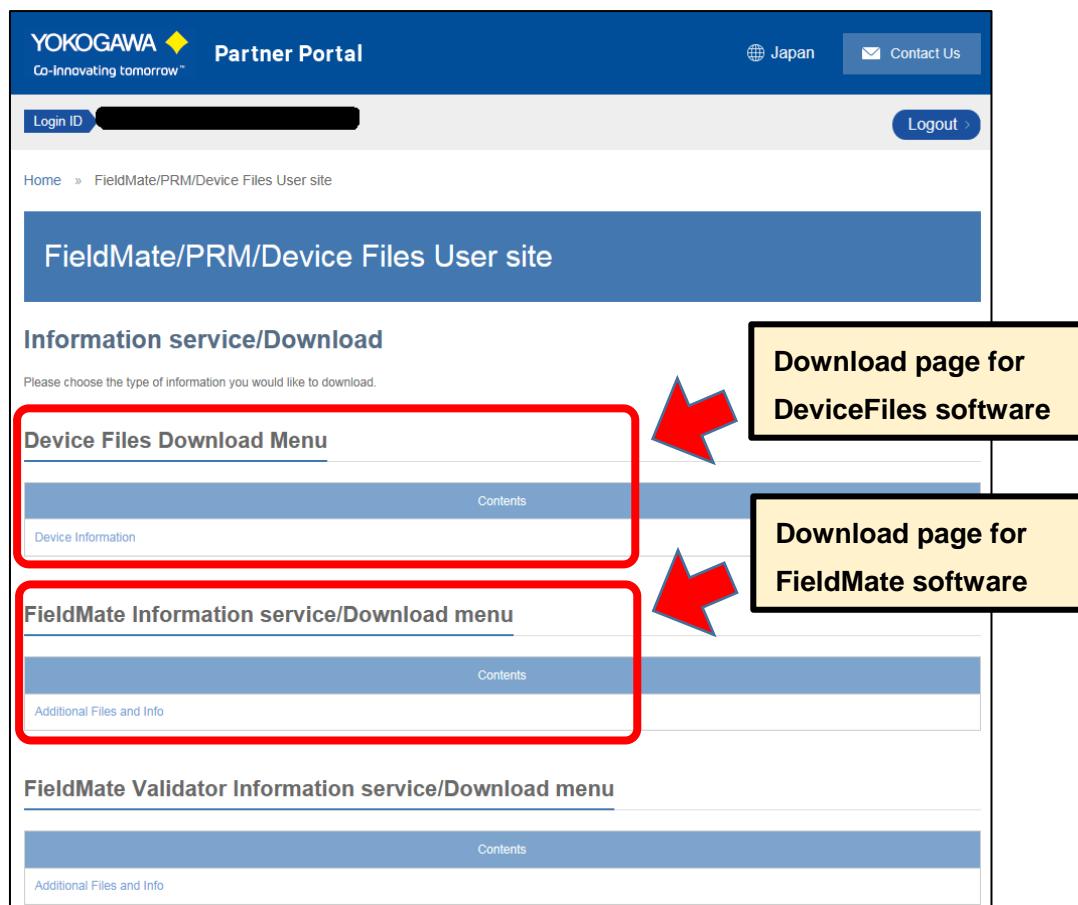 YOKOGAWA
Partner Portal
Japan
Contact Us
Co-innovating tomorrow™
Login ID
Logout >
Home » FieldMate/PRM/Device Files User site
FieldMate/PRM/Device Files User site
Information service/Download
Please choose the type of information you would like to download.
Download page for
DeviceFiles software
Device Files Download Menu
Contents
Device Information
Download page for
FieldMate software
FieldMate Information service/Download menu
Contents
Additional Files and Info
FieldMate Validator Information service/Download menu
Contents
Additional Files and Info